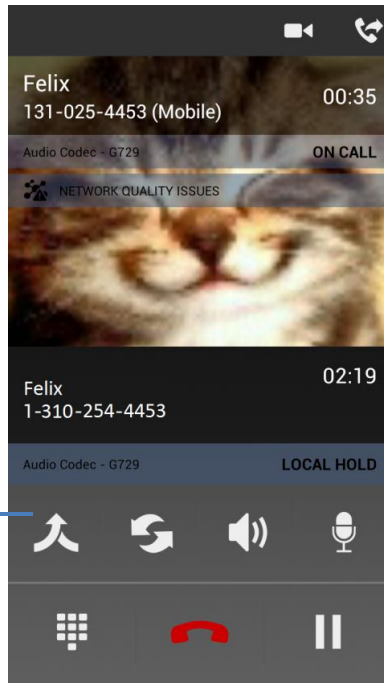 Felix
131-025-4453 (Mobile)
00:35
Audio Codec - G729
ON CALL
NETWORK QUALITY ISSUES
Felix
1-310-254-4453
02:19
Audio Codec - G729
LOCAL HOLD